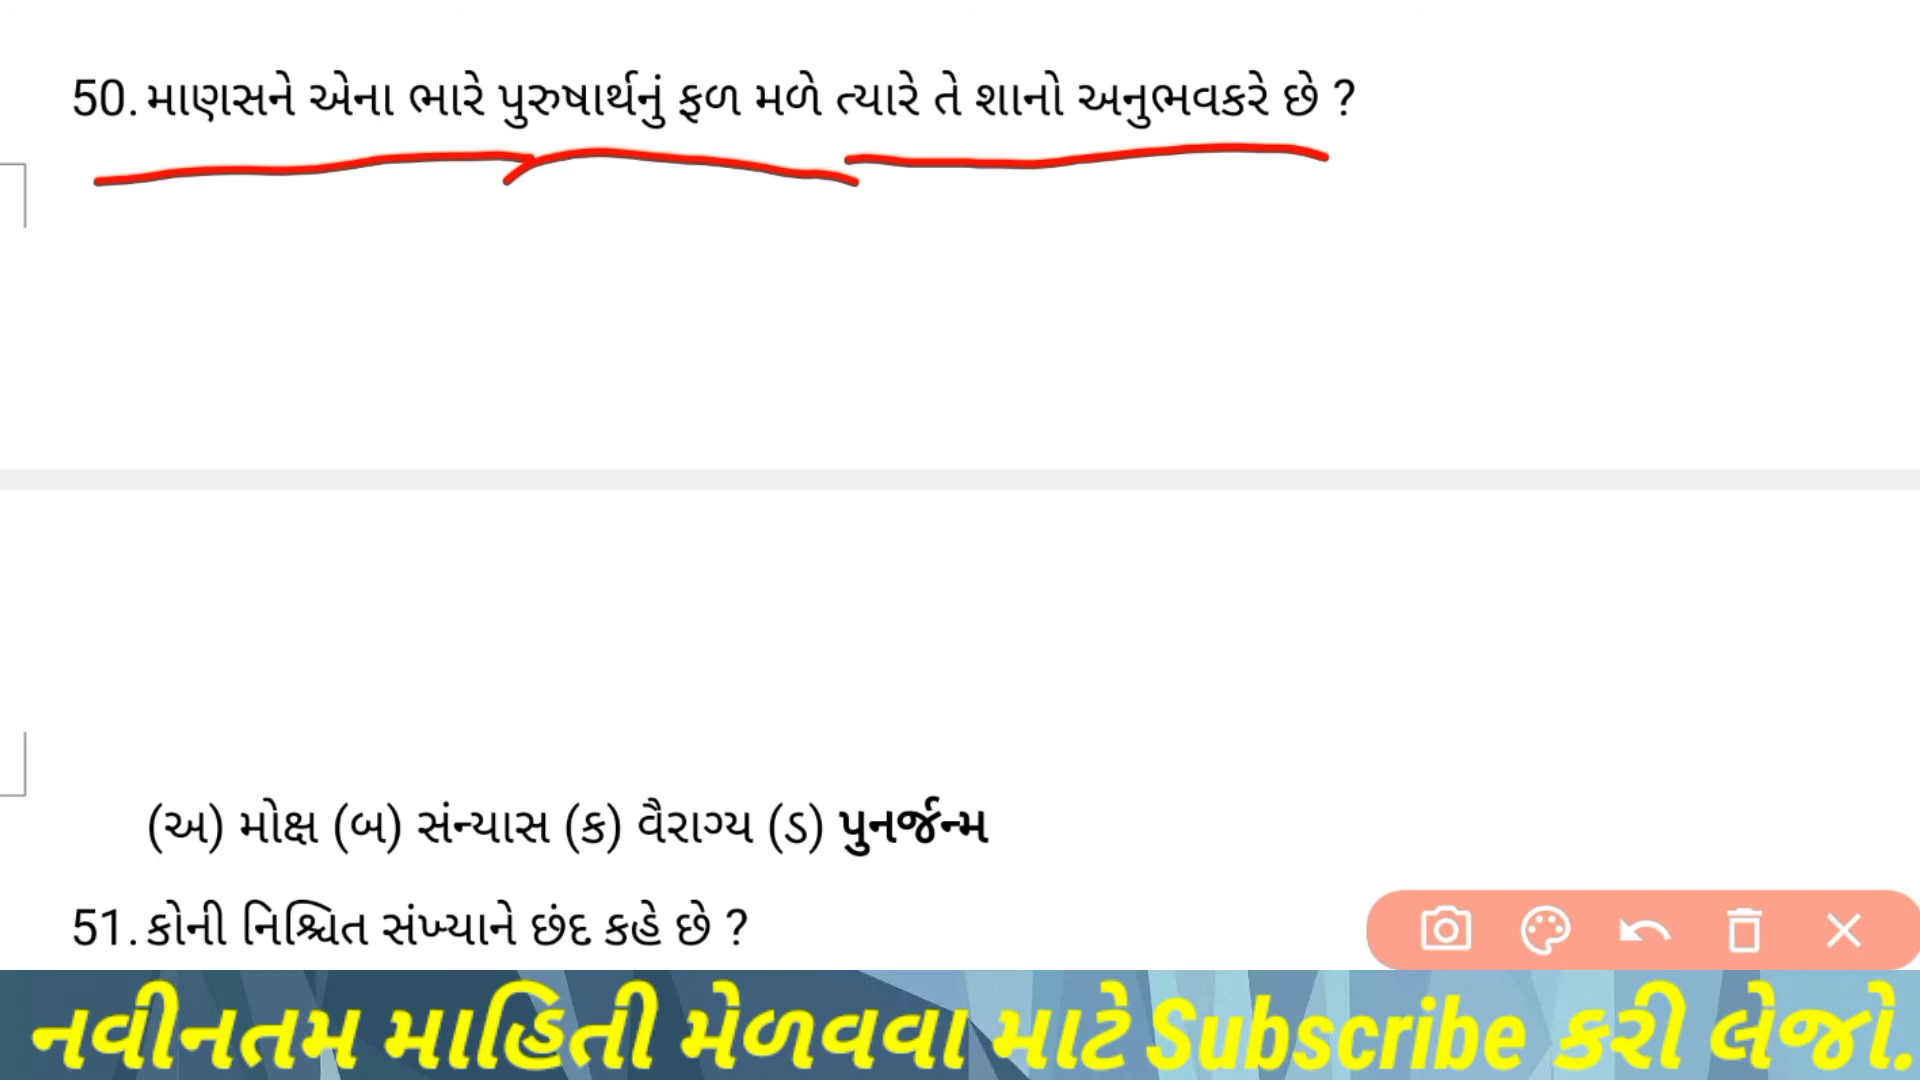 50. માણસને એના ભારે પુરુષાર્થનું ફળ મળે ત્યારે તે શાનો અનુભવકરે છે ?
(અ) મોક્ષ (બ) સંન્યાસ (ક) વૈરાગ્ય (ડ) પુનર્જન્મ
51. કોની નિશ્ચિત સંખ્યાને છંદ કહે છે ?
નવીનતમ માહિતી મેળવવા માટે Subscribe કરી લેજો.